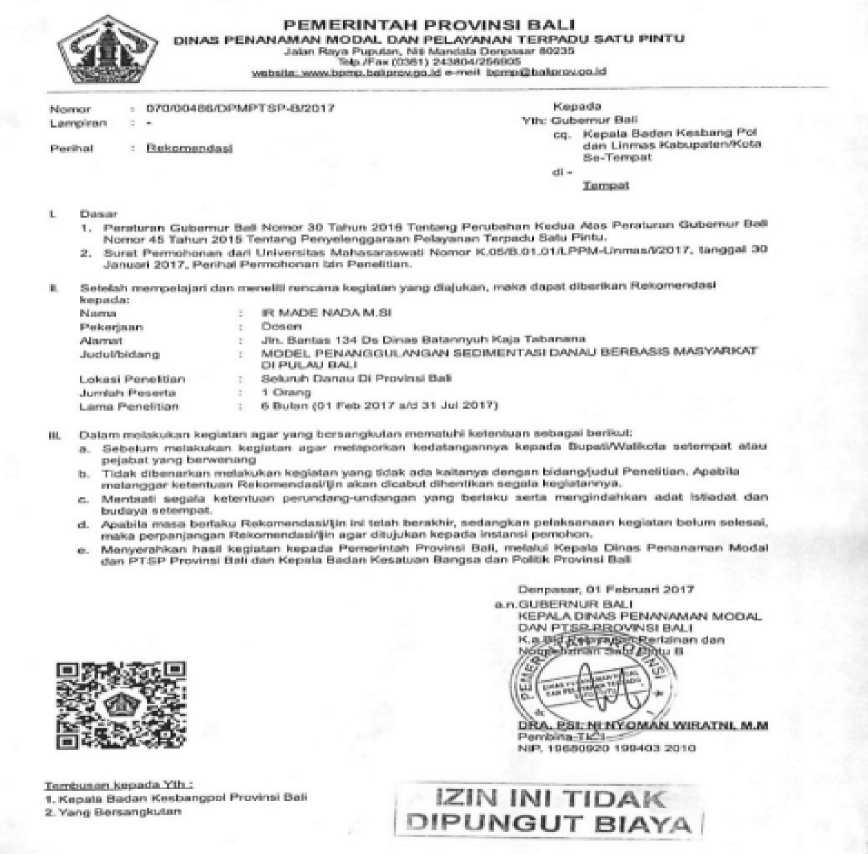 PEMERINTAH PROVINSI BALI
DINAS PENANAMAN MODAL DAN PELAYANAN TERPADU SATU PINTU
Jalan Raya Puputan, Niti Mandala Denpasar 80235
Telp./Fax (0361) 243804/256905
website: www.bpmp.baliprov.go.id e-mail: bpmp@baliprov.go.id
Nomor : 070/00486/DPMPTSP-B/2017
Lampiran : -
Perihal : Rekomendasi
Kepada
Yth: Gubernur Bali
cq. Kepala Badan Kesbang Pol
dan Linmas Kabupaten/Kota
Se-Tempat
di -
Tempat
I. Dasar
1. Peraturan Gubernur Bali Nomor 30 Tahun 2016 Tentang Perubahan Kedua Atas Peraturan Gubernur Bali
Nomor 45 Tahun 2015 Tentang Penyelenggaraan Pelayanan Terpadu Satu Pintu.
2. Surat Permohonan dari Universitas Mahasaraswati Nomor K.05/B.01.01/LPPM-Unmas/I/2017, tanggal 30
Januari 2017, Perihal Permohonan Izin Penelitian.
II. Setelah mempelajari dan meneliti rencana kegiatan yang diajukan, maka dapat diberikan Rekomendasi
kepada:
Nama : IR MADE NADA M.SI
Pekerjaan : Dosen
Alamat : Jln. Bantas 134 Ds Dinas Batannyuh Kaja Tabanana
Judul/bidang : MODEL PENANGGULANGAN SEDIMENTASI DANAU BERBASIS MASYARKAT
DI PULAU BALI
Lokasi Penelitian : Seluruh Danau Di Provinsi Bali
Jumlah Peserta : 1 Orang
Lama Penelitian : 6 Bulan (01 Feb 2017 s/d 31 Jul 2017)
III. Dalam melakukan kegiatan agar yang bersangkutan mematuhi ketentuan sebagai berikut:
a. Sebelum melakukan kegiatan agar melaporkan kedatangannya kepada Bupati/Walikota setempat atau
pejabat yang berwenang
b. Tidak dibenarkan melakukan kegiatan yang tidak ada kaitanya dengan bidang/judul Penelitian. Apabila
melanggar ketentuan Rekomendasi/Ijin akan dicabut dihentikan segala kegiatannya.
c. Mentaati segala ketentuan perundang-undangan yang berlaku serta mengindahkan adat istiadat dan
budaya setempat.
d. Apabila masa berlaku Rekomendasi/Ijin ini telah berakhir, sedangkan pelaksanaan kegiatan belum selesai,
maka perpanjangan Rekomendasi/Ijin agar ditujukan kepada instansi pemohon.
e. Menyerahkan hasil kegiatan kepada Pemerintah Provinsi Bali, melalui Kepala Dinas Penanaman Modal
dan PTSP Provinsi Bali dan Kepala Badan Kesatuan Bangsa dan Politik Provinsi Bali
Denpasar, 01 Februari 2017
a.n. GUBERNUR BALI
KEPALA DINAS PENANAMAN MODAL
DAN PTSP PROVINSI BALI
Perizinan dan
Satu Pintu B
DINAS PENANAMAN MODAL
DAN PELAYANAN TERPADU
SATU PINTU
DRA. PSI. NI NYOMAN WIRATNI, M.M
Pembina Tk. I
NIP. 19680920 199403 2010
Tembusan kepada Yth :
1. Kepala Badan Kesbangpol Provinsi Bali
2. Yang Bersangkutan
IZIN INI TIDAK
DIPUNGUT BIAYA